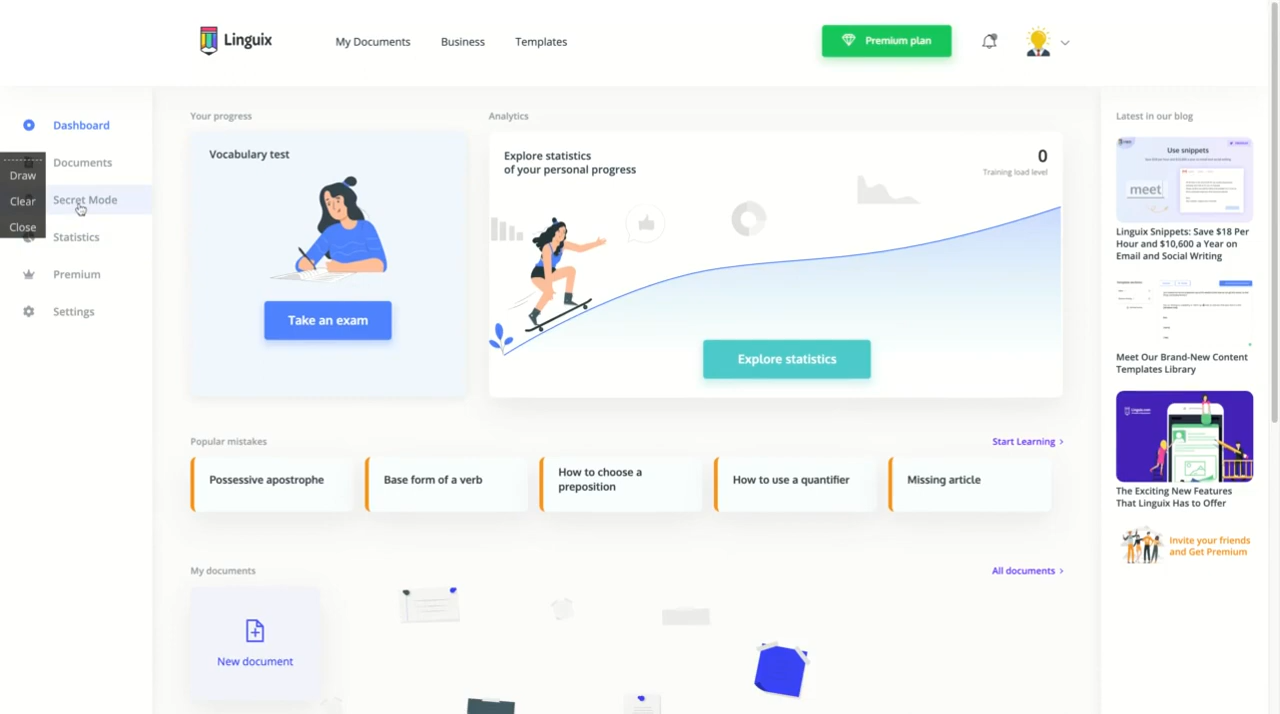 Linguix
My Documents
Business
Templates
Premium plan
Dashboard
Documents
Secret Mode
Statistics
Premium
Settings
Draw
Clear
Close
Your progress
Vocabulary test
Take an exam
Analytics
Explore statistics
of your personal progress
0
Training load level
Explore statistics
Popular mistakes
Start Learning >
Possessive apostrophe
Base form of a verb
How to choose a
preposition
How to use a quantifier
Missing article
My documents
All documents >
New document
Latest in our blog
Use snippets
meet
Linguix Snippets: Save $18 Per
Hour and $10,600 a Year on
Email and Social Writing
Meet Our Brand-New Content
Templates Library
Linguix.com
The Exciting New Features
That Linguix Has to Offer
Invite your friends
and Get Premium